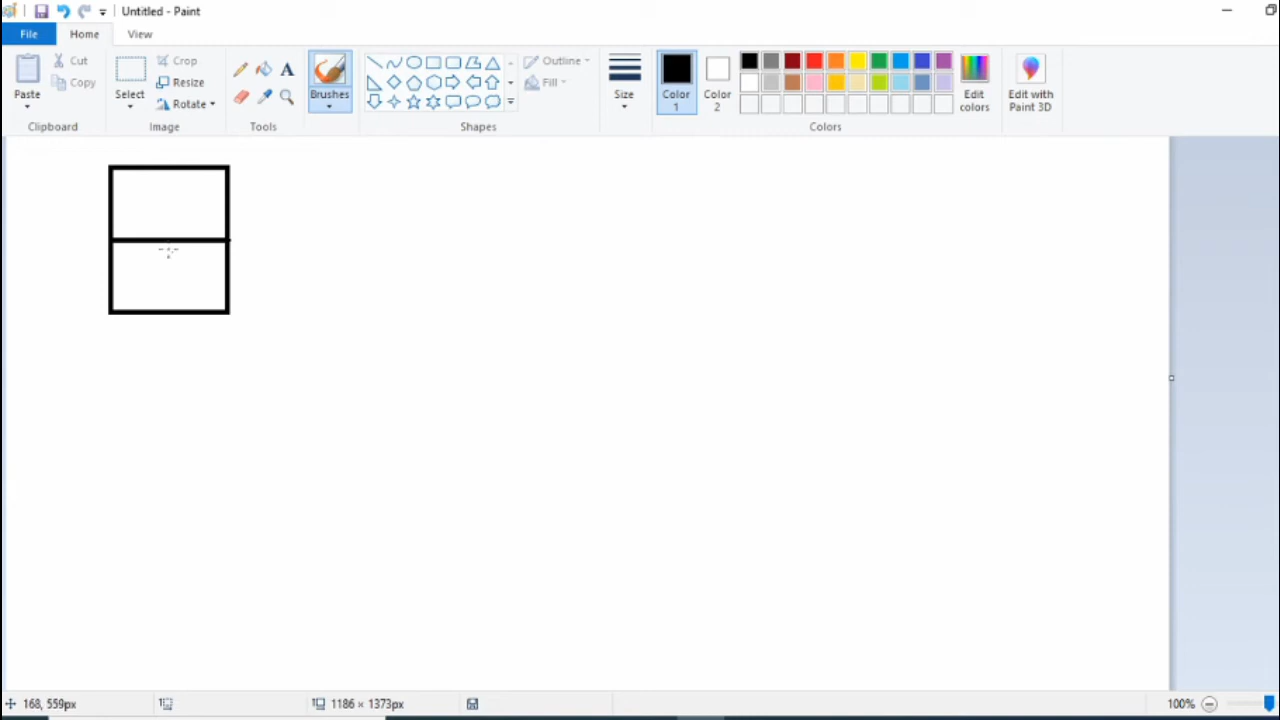 Untitled - Paint
File Home View
Paste
Cut
Copy
Clipboard
Select
Crop
Resize
Rotate
Image
A
Tools
Brushes
Outline
Fill
Shapes
Size
Color 1
Color 2
Edit colors
Colors
Edit with Paint 3D
168, 559px
1186 × 1373px
100%